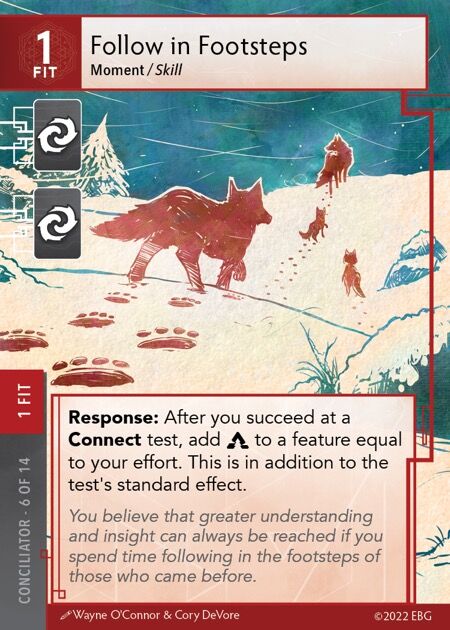 1
FIT
Follow in Footsteps
Moment / Skill
1 FIT
CONCILIATOR - 6 OF 14
Response: After you succeed at a
Connect test, add to a feature equal
to your effort. This is in addition to the
test's standard effect.
You believe that greater understanding
and insight can always be reached if you
spend time following in the footsteps of
those who came before.
Wayne O'Connor & Cory DeVore
©2022 EBG